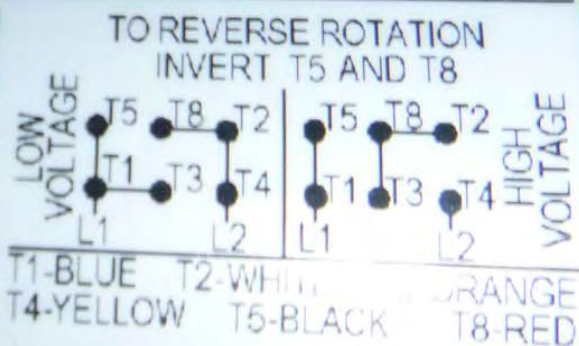 TO REVERSE ROTATION
INVERT T5 AND T8
LOW VOLTAGE
T5 T8 T2
T1 T3 T4
L1 L2
T5 T8 T2
T1 T3 T4
L1 L2
HIGH VOLTAGE
T1-BLUE T2- ORANGE
T4-YELLOW T5-BLACK T8-RED